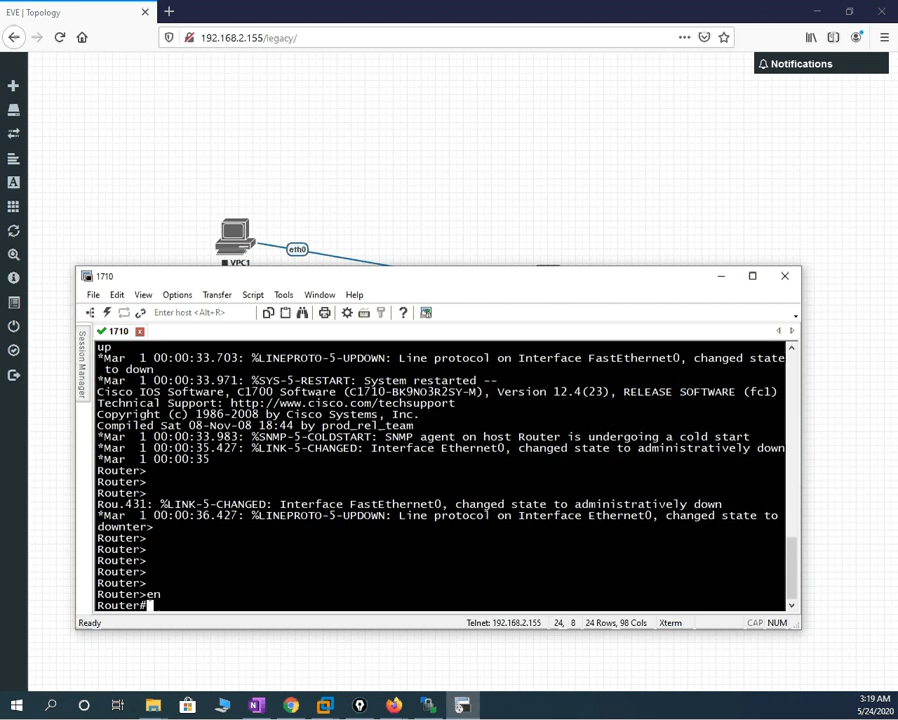 EVE | Topology
192.168.2.155/legacy/
Notifications
eth0
VPC1
1710
File Edit View Options Transfer Script Tools Window Help
Enter host <Alt+R>
1710
Session Manager
up
*Mar  1 00:00:33.703: %LINEPROTO-5-UPDOWN: Line protocol on Interface FastEthernet0, changed state
 to down
*Mar  1 00:00:33.971: %SYS-5-RESTART: System restarted --
Cisco IOS Software, C1700 Software (C1710-BK9NO3R2SY-M), Version 12.4(23), RELEASE SOFTWARE (fc1)
Technical Support: http://www.cisco.com/techsupport
Copyright (c) 1986-2008 by Cisco Systems, Inc.
Compiled Sat 08-Nov-08 18:44 by prod_rel_team
*Mar  1 00:00:33.983: %SNMP-5-COLDSTART: SNMP agent on host Router is undergoing a cold start
*Mar  1 00:00:35.427: %LINK-5-CHANGED: Interface Ethernet0, changed state to administratively down
*Mar  1 00:00:35
Router>
Router>
Router>
Rou.431: %LINK-5-CHANGED: Interface FastEthernet0, changed state to administratively down
*Mar  1 00:00:36.427: %LINEPROTO-5-UPDOWN: Line protocol on Interface Ethernet0, changed state to
downter>
Router>
Router>
Router>
Router>
Router>
Router>en
Router#
Ready Telnet: 192.168.2.155 24, 8 24 Rows, 98 Cols Xterm CAP NUM
3:19 AM
5/24/2020